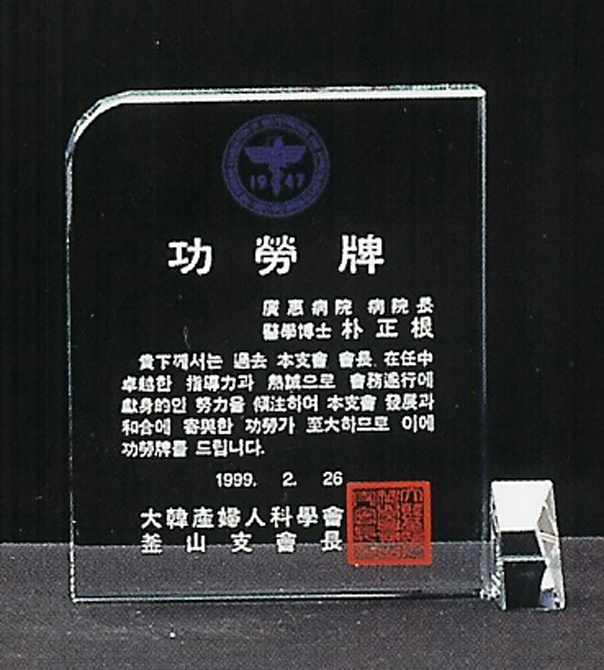 1947
功勞牌
廣惠病院 病院長
醫學博士 朴正根
貴下께서는 過去 本支會 會長 在任中
卓越한 指導力과 熱誠으로 會務遂行에
獻身的인 努力을 傾注하여 本支會 發展과
和合에 寄與한 功勞가 至大하므로 이에
功勞牌를 드립니다.
1999. 2. 26
大韓産婦人科學會
釜山支會長